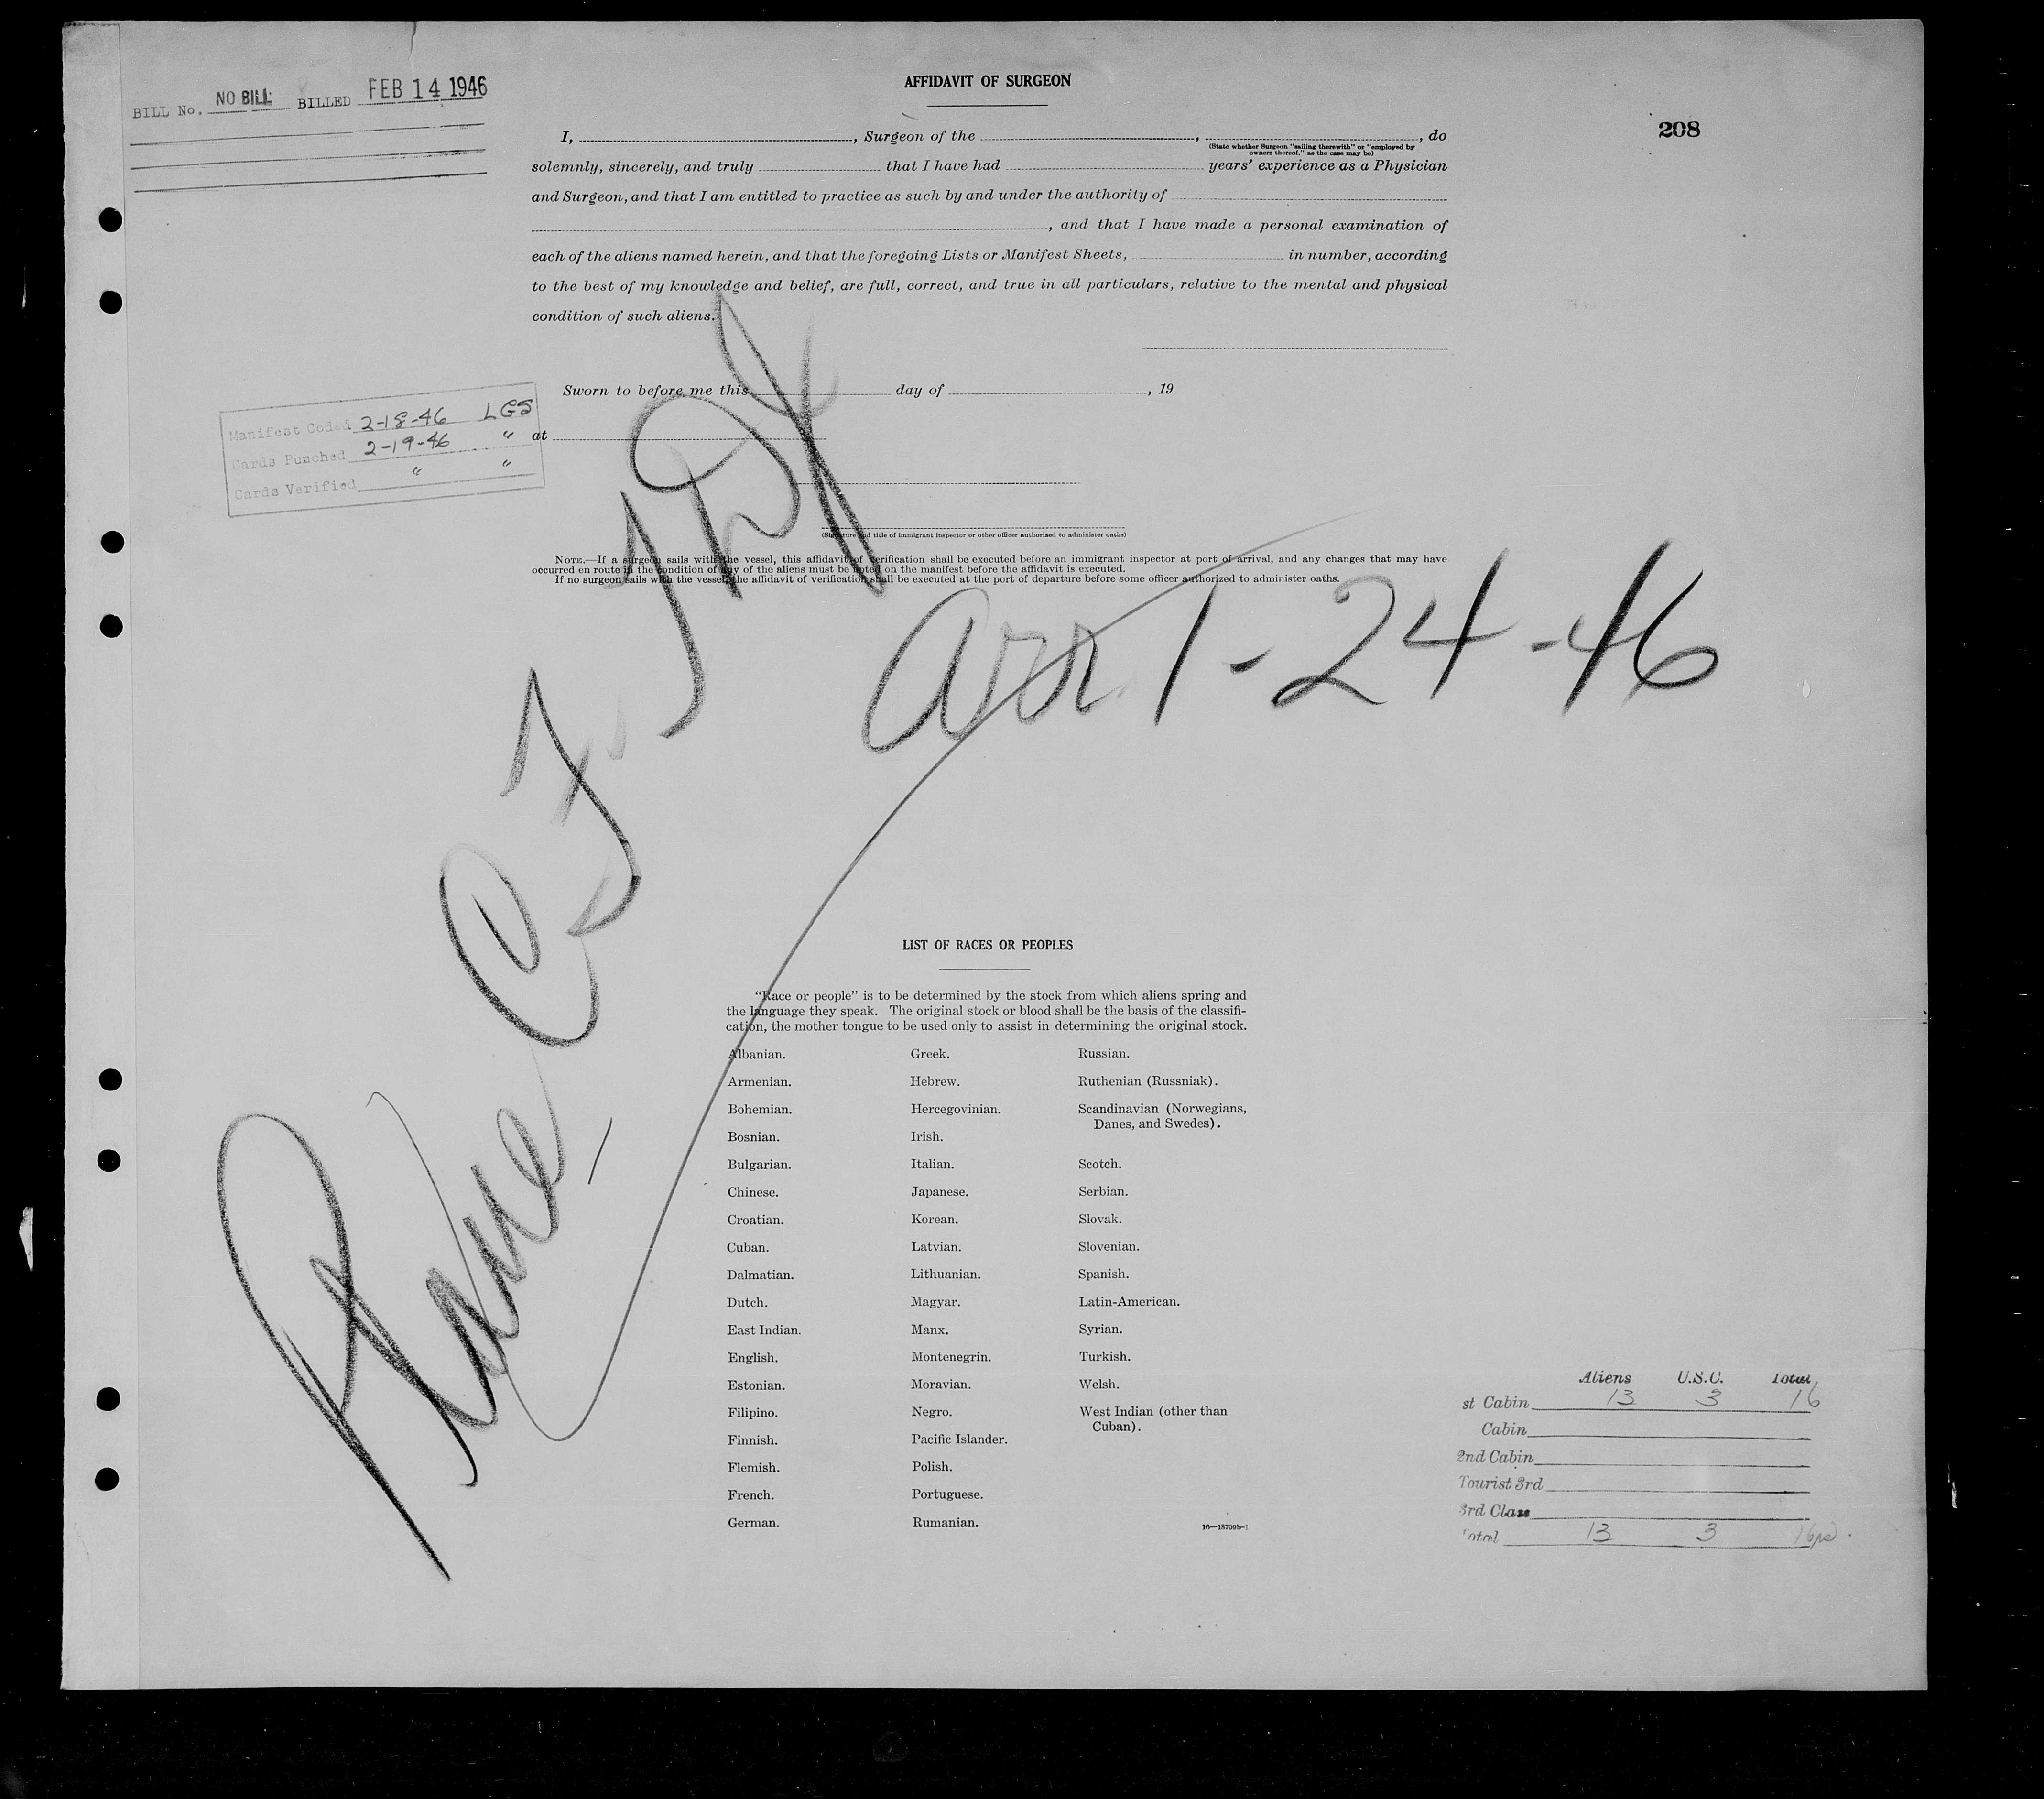 BILL No. NO BILL BILLED FEB 14 1946
AFFIDAVIT OF SURGEON
208
I, , Surgeon of the , , do
(State whether Surgeon "sailing therewith" or "employed by
owners thereof," as the case may be)
solemnly, sincerely, and truly that I have had years' experience as a Physician
and Surgeon, and that I am entitled to practice as such by and under the authority of
, and that I have made a personal examination of
each of the aliens named herein, and that the foregoing Lists or Manifest Sheets, in number, according
to the best of my knowledge and belief, are full, correct, and true in all particulars, relative to the mental and physical
condition of such aliens.
Sworn to before me this day of , 19
at
Manifest Coded 2-18-46 LGS
Cards Punched 2-19-46 "
Cards Verified " "
(Signature and title of immigrant inspector or other officer authorized to administer oaths)
NOTE.—If a surgeon sails with the vessel, this affidavit of verification shall be executed before an immigrant inspector at port of arrival, and any changes that may have
occurred en route in the condition of any of the aliens must be noted on the manifest before the affidavit is executed.
If no surgeon sails with the vessel, the affidavit of verification shall be executed at the port of departure before some officer authorized to administer oaths.
Plane
arr 1-24-46
LIST OF RACES OR PEOPLES
"Race or people" is to be determined by the stock from which aliens spring and
the language they speak. The original stock or blood shall be the basis of the classifi-
cation, the mother tongue to be used only to assist in determining the original stock.
Albanian.
Armenian.
Bohemian.
Bosnian.
Bulgarian.
Chinese.
Croatian.
Cuban.
Dalmatian.
Dutch.
East Indian.
English.
Estonian.
Filipino.
Finnish.
Flemish.
French.
German.
Greek.
Hebrew.
Hercegovinian.
Irish.
Italian.
Japanese.
Korean.
Latvian.
Lithuanian.
Magyar.
Manx.
Montenegrin.
Moravian.
Negro.
Pacific Islander.
Polish.
Portuguese.
Rumanian.
Russian.
Ruthenian (Russniak).
Scandinavian (Norwegians,
Danes, and Swedes).
Scotch.
Serbian.
Slovak.
Slovenian.
Spanish.
Latin-American.
Syrian.
Turkish.
Welsh.
West Indian (other than
Cuban).
16—18709b-1
Aliens U.S.C. Total
st Cabin 13 3 16
Cabin
2nd Cabin
Tourist 3rd
3rd Class
Total 13 3 16